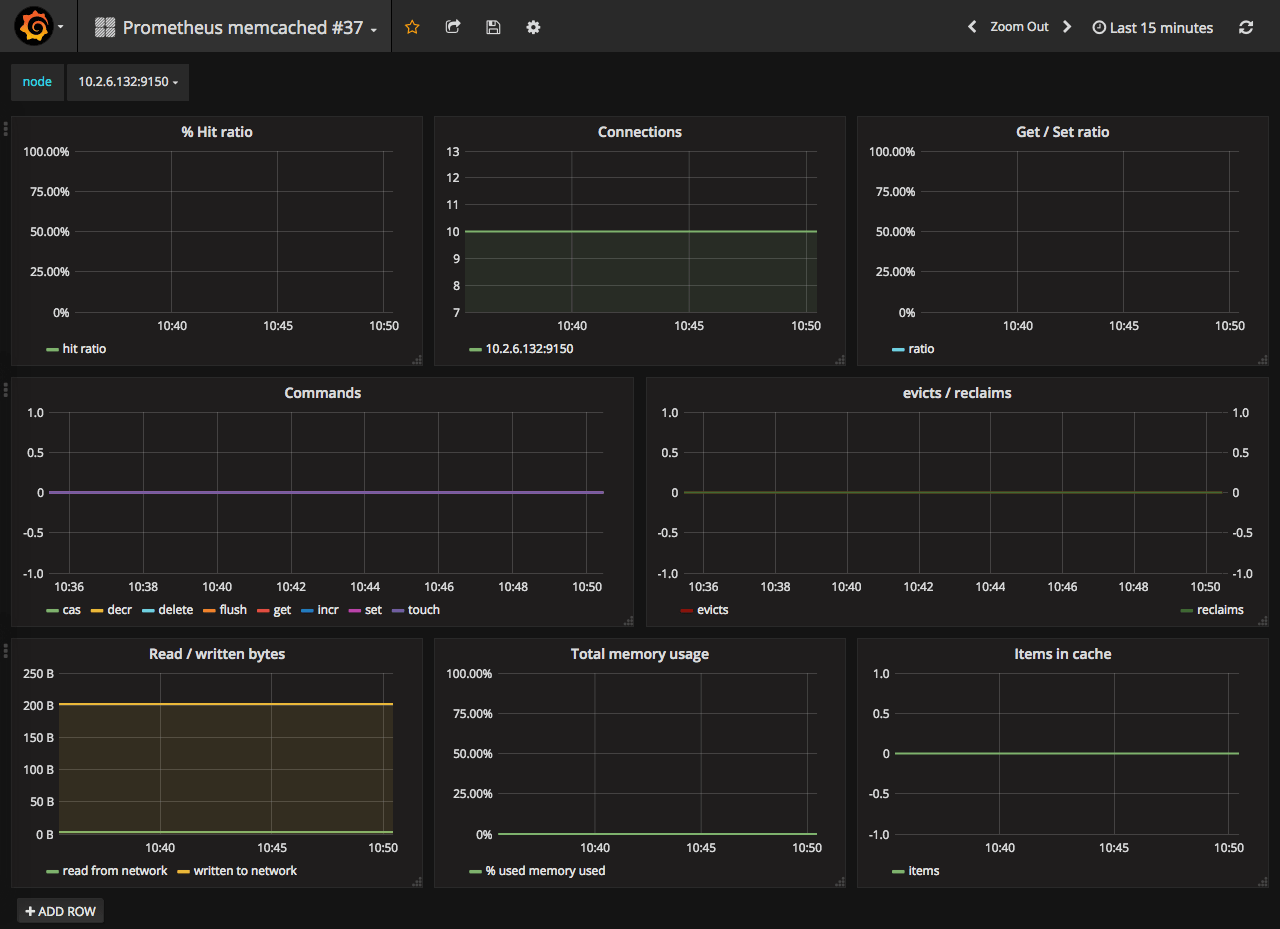 Prometheus memcached #37
Zoom Out
Last 15 minutes
node
10.2.6.132:9150
% Hit ratio
100.00%
75.00%
50.00%
25.00%
0%
10:40 10:45 10:50
hit ratio
Connections
13
12
11
10
9
8
7
10:40 10:45 10:50
10.2.6.132:9150
Get / Set ratio
100.00%
75.00%
50.00%
25.00%
0%
10:40 10:45 10:50
ratio
Commands
1.0
0.5
0
-0.5
-1.0
10:36 10:38 10:40 10:42 10:44 10:46 10:48 10:50
cas decr delete flush get incr set touch
evicts / reclaims
1.0 1.0
0.5 0.5
0 0
-0.5 -0.5
-1.0 -1.0
10:36 10:38 10:40 10:42 10:44 10:46 10:48 10:50
evicts reclaims
Read / written bytes
250 B
200 B
150 B
100 B
50 B
0 B
10:40 10:45 10:50
read from network written to network
Total memory usage
100.00%
75.00%
50.00%
25.00%
0%
10:40 10:45 10:50
% used memory used
Items in cache
1.0
0.5
0
-0.5
-1.0
10:40 10:45 10:50
items
+ ADD ROW